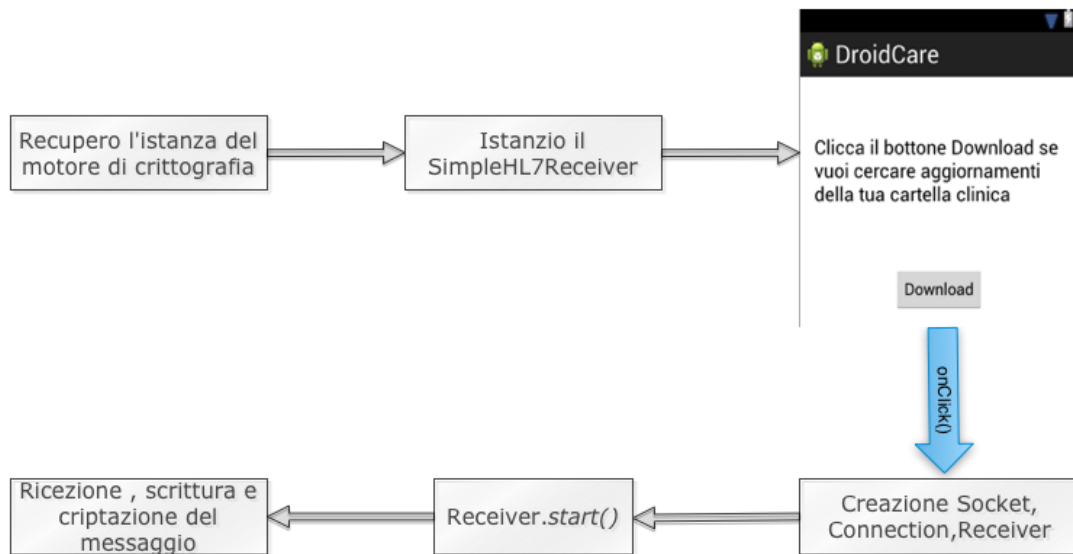 DroidCare
Recupero l'istanza del
motore di crittografia
Istanzio il
SimpleHL7Receiver
Clicca il bottone Download se
vuoi cercare aggiornamenti
della tua cartella clinica
Download
onClick()
Creazione Socket,
Connection,Receiver
Receiver.start()
Ricezione , scrittura e
criptazione del
messaggio